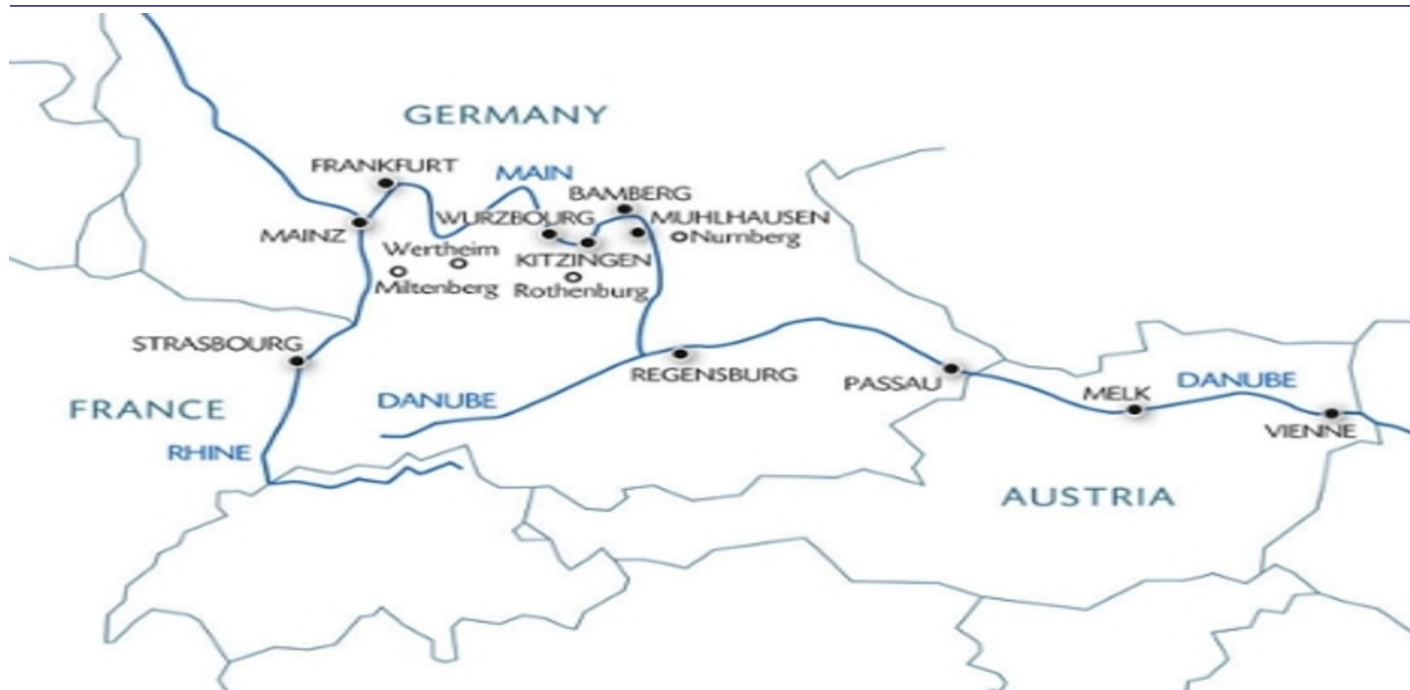 GERMANY
FRANKFURT
MAIN
BAMBERG
WURZBOURG
MUHLHAUSEN
MAINZ
Nurnberg
Wertheim
KITZINGEN
Miltenberg
Rothenburg
STRASBOURG
REGENSBURG
PASSAU
DANUBE
MELK
DANUBE
FRANCE
VIENNE
RHINE
AUSTRIA